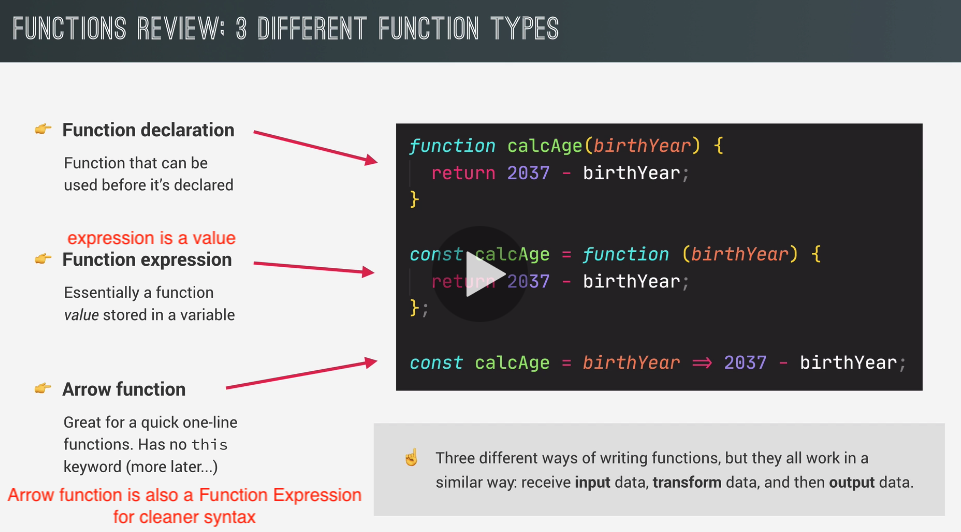 FUNCTIONS REVIEW; 3 DIFFERENT FUNCTION TYPES
👉 Function declaration
Function that can be
used before it's declared
expression is a value
👉 Function expression
Essentially a function
value stored in a variable
👉 Arrow function
Great for a quick one-line
functions. Has no this
keyword (more later...)
Arrow function is also a Function Expression
for cleaner syntax
function calcAge(birthYear) {
return 2037 - birthYear;
}
const calcAge = function (birthYear) {
return 2037 - birthYear;
};
const calcAge = birthYear => 2037 - birthYear;
☝️ Three different ways of writing functions, but they all work in a
similar way: receive input data, transform data, and then output data.